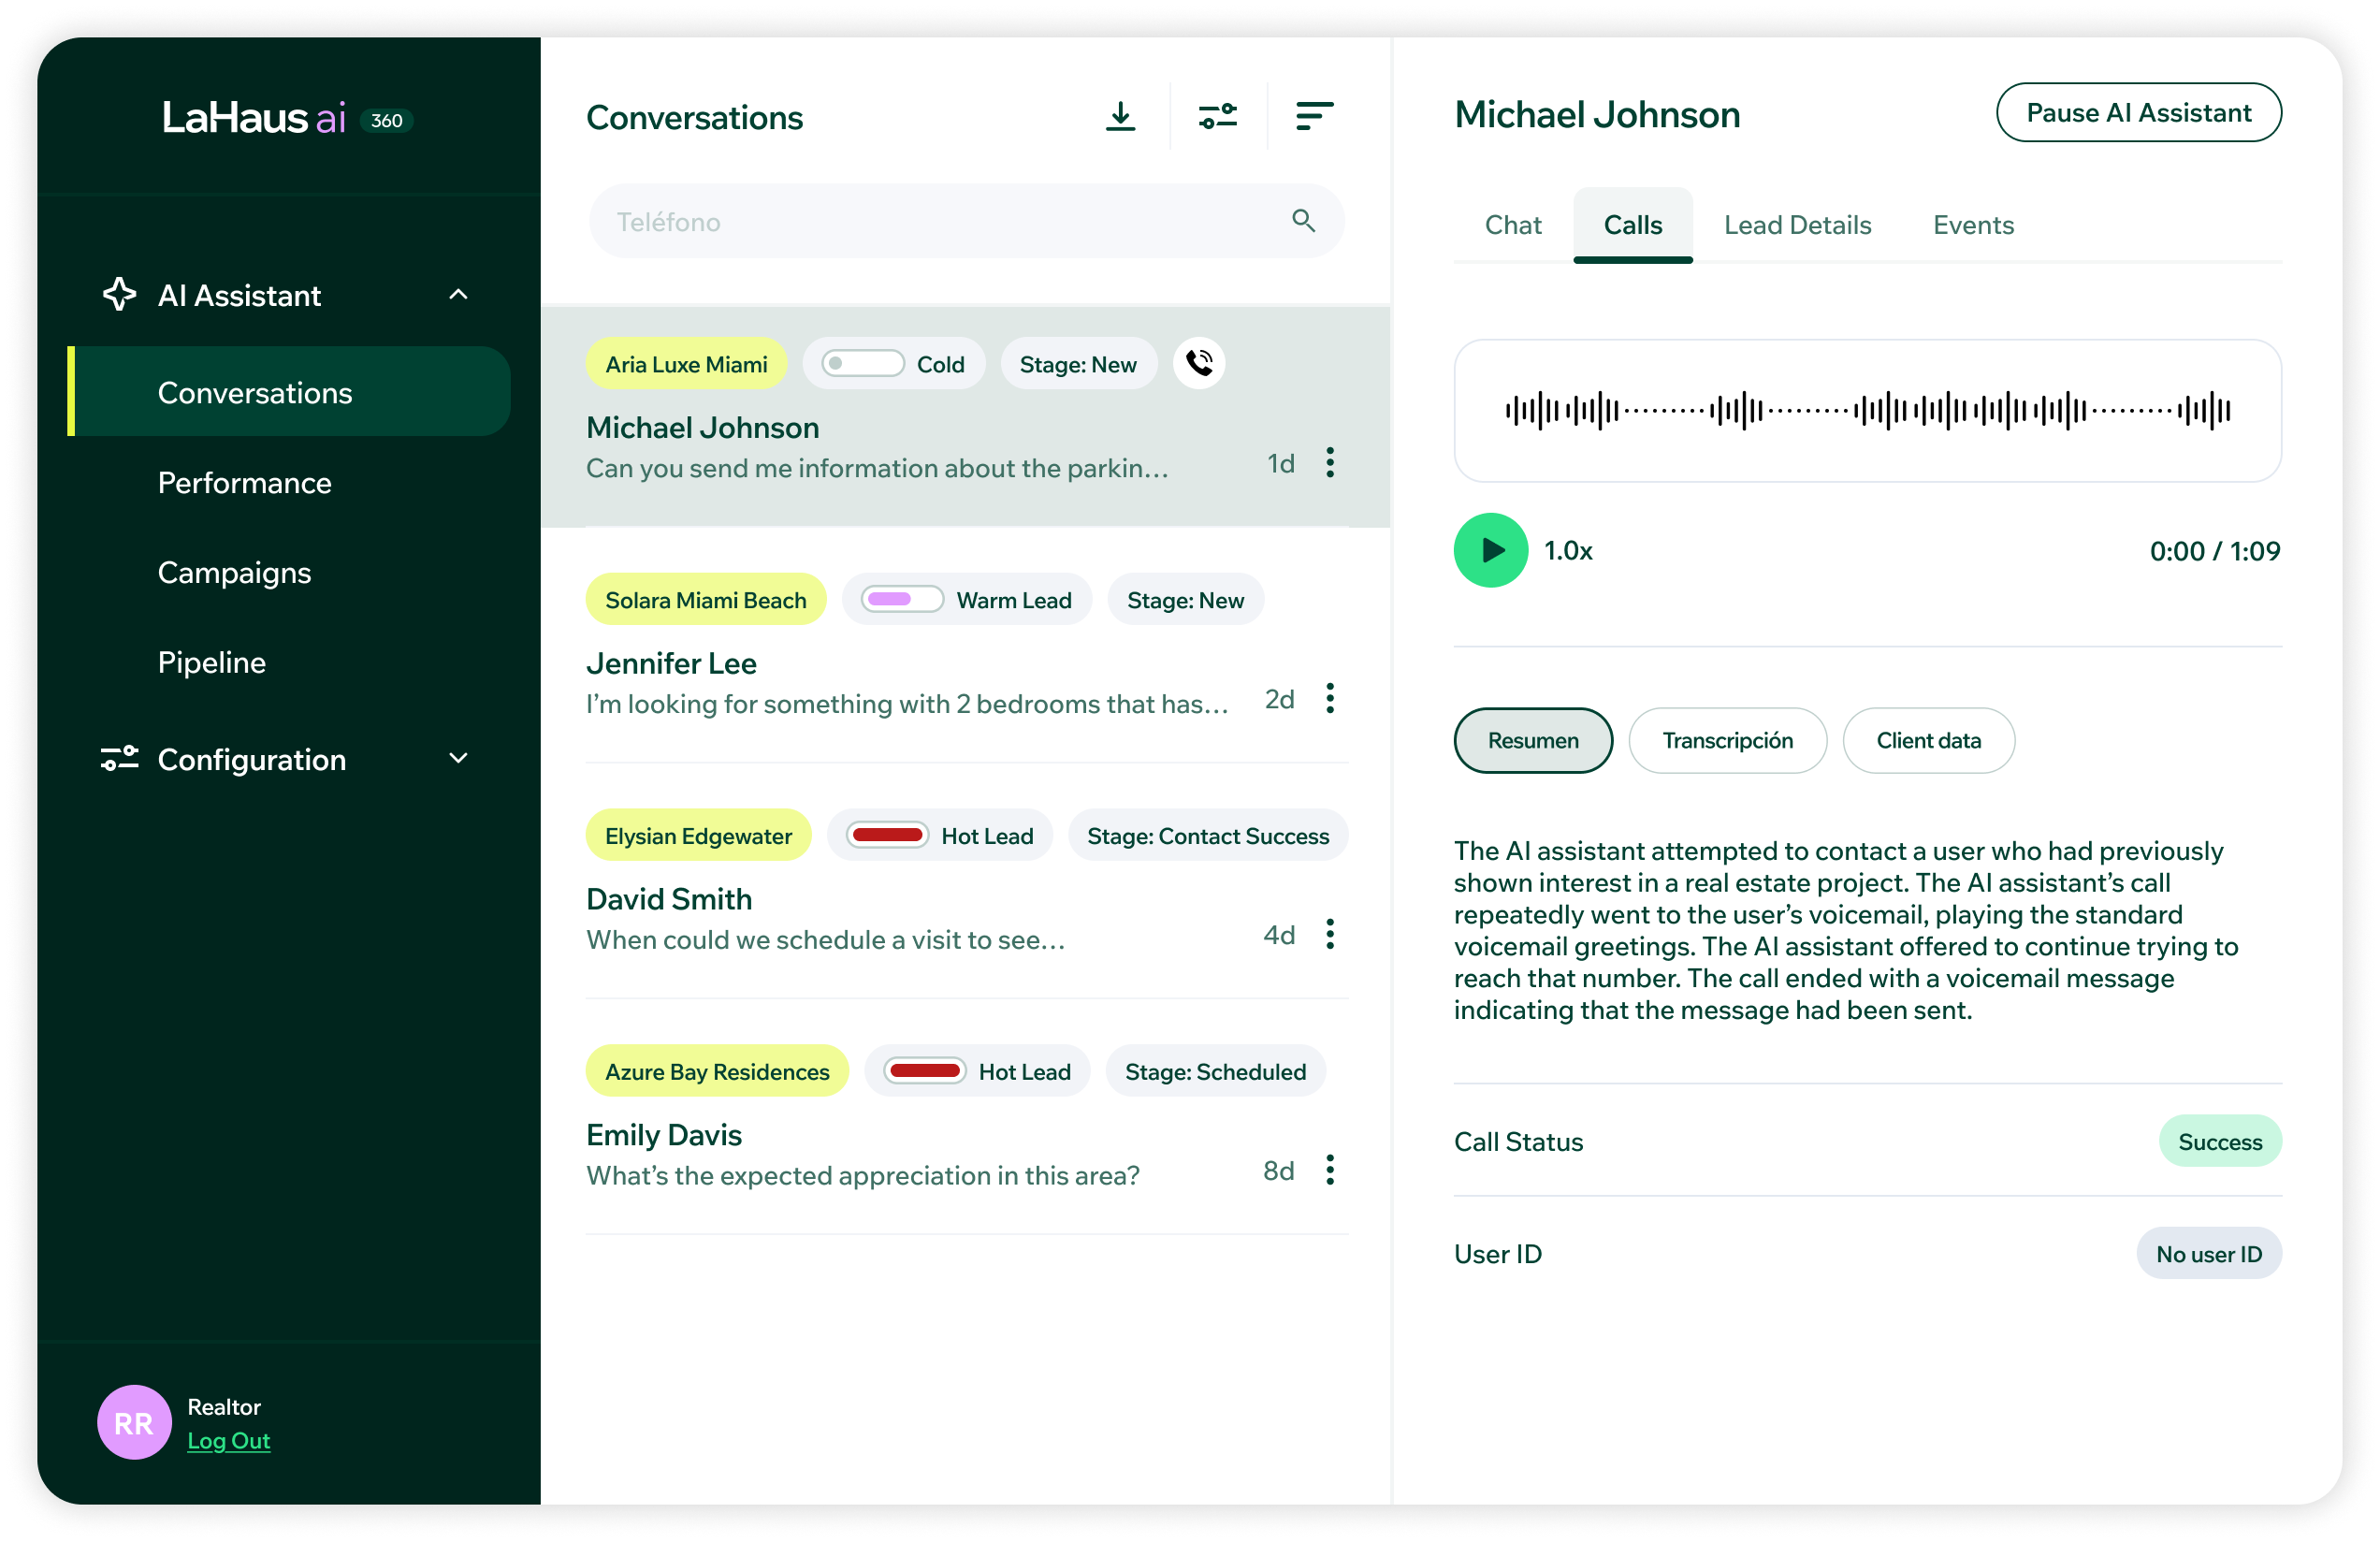 LaHaus ai 360
AI Assistant
Conversations
Performance
Campaigns
Pipeline
Configuration
RR
Realtor
Log Out
Conversations
Teléfono
Aria Luxe Miami Cold Stage: New
Michael Johnson
Can you send me information about the parkin... 1d
Solara Miami Beach Warm Lead Stage: New
Jennifer Lee
I’m looking for something with 2 bedrooms that has... 2d
Elysian Edgewater Hot Lead Stage: Contact Success
David Smith
When could we schedule a visit to see... 4d
Azure Bay Residences Hot Lead Stage: Scheduled
Emily Davis
What’s the expected appreciation in this area? 8d
Michael Johnson Pause AI Assistant
Chat Calls Lead Details Events
1.0x 0:00 / 1:09
Resumen Transcripción Client data
The AI assistant attempted to contact a user who had previously
shown interest in a real estate project. The AI assistant’s call
repeatedly went to the user’s voicemail, playing the standard
voicemail greetings. The AI assistant offered to continue trying to
reach that number. The call ended with a voicemail message
indicating that the message had been sent.
Call Status Success
User ID No user ID